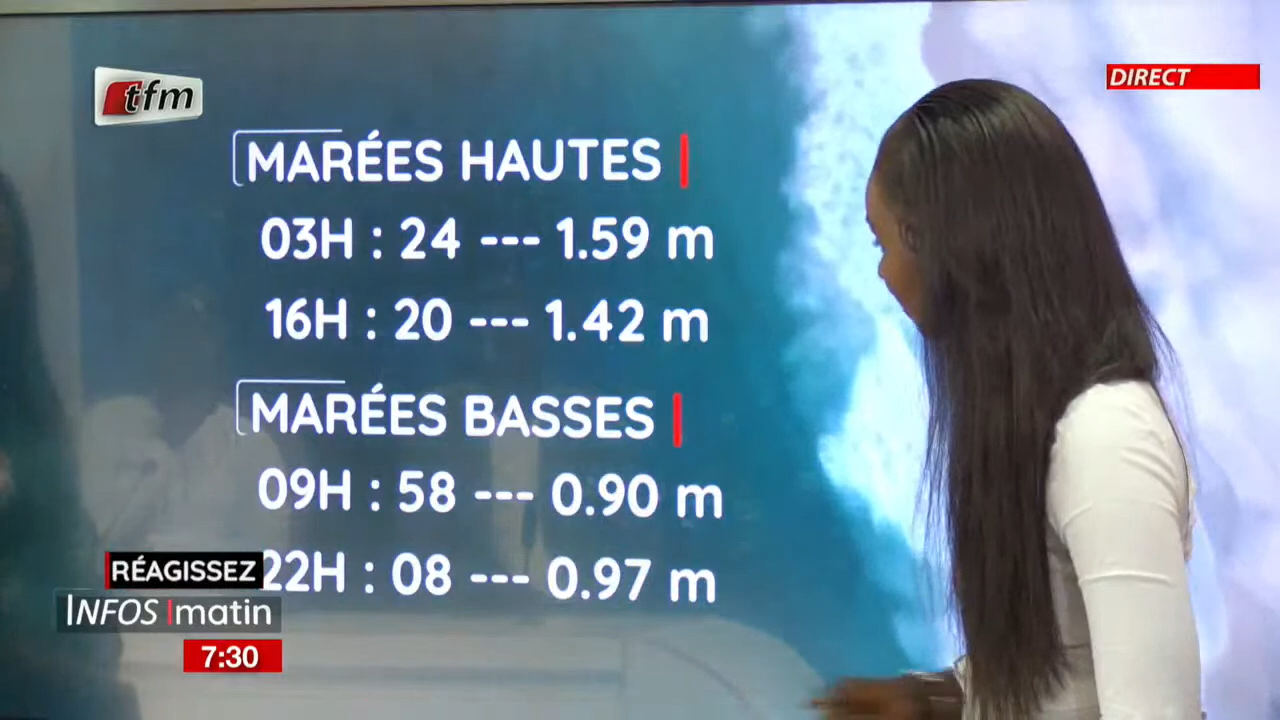 tfm
DIRECT
MARÉES HAUTES
03H : 24 --- 1.59 m
16H : 20 --- 1.42 m
MARÉES BASSES
09H : 58 --- 0.90 m
22H : 08 --- 0.97 m
RÉAGISSEZ
INFOS matin
7:30